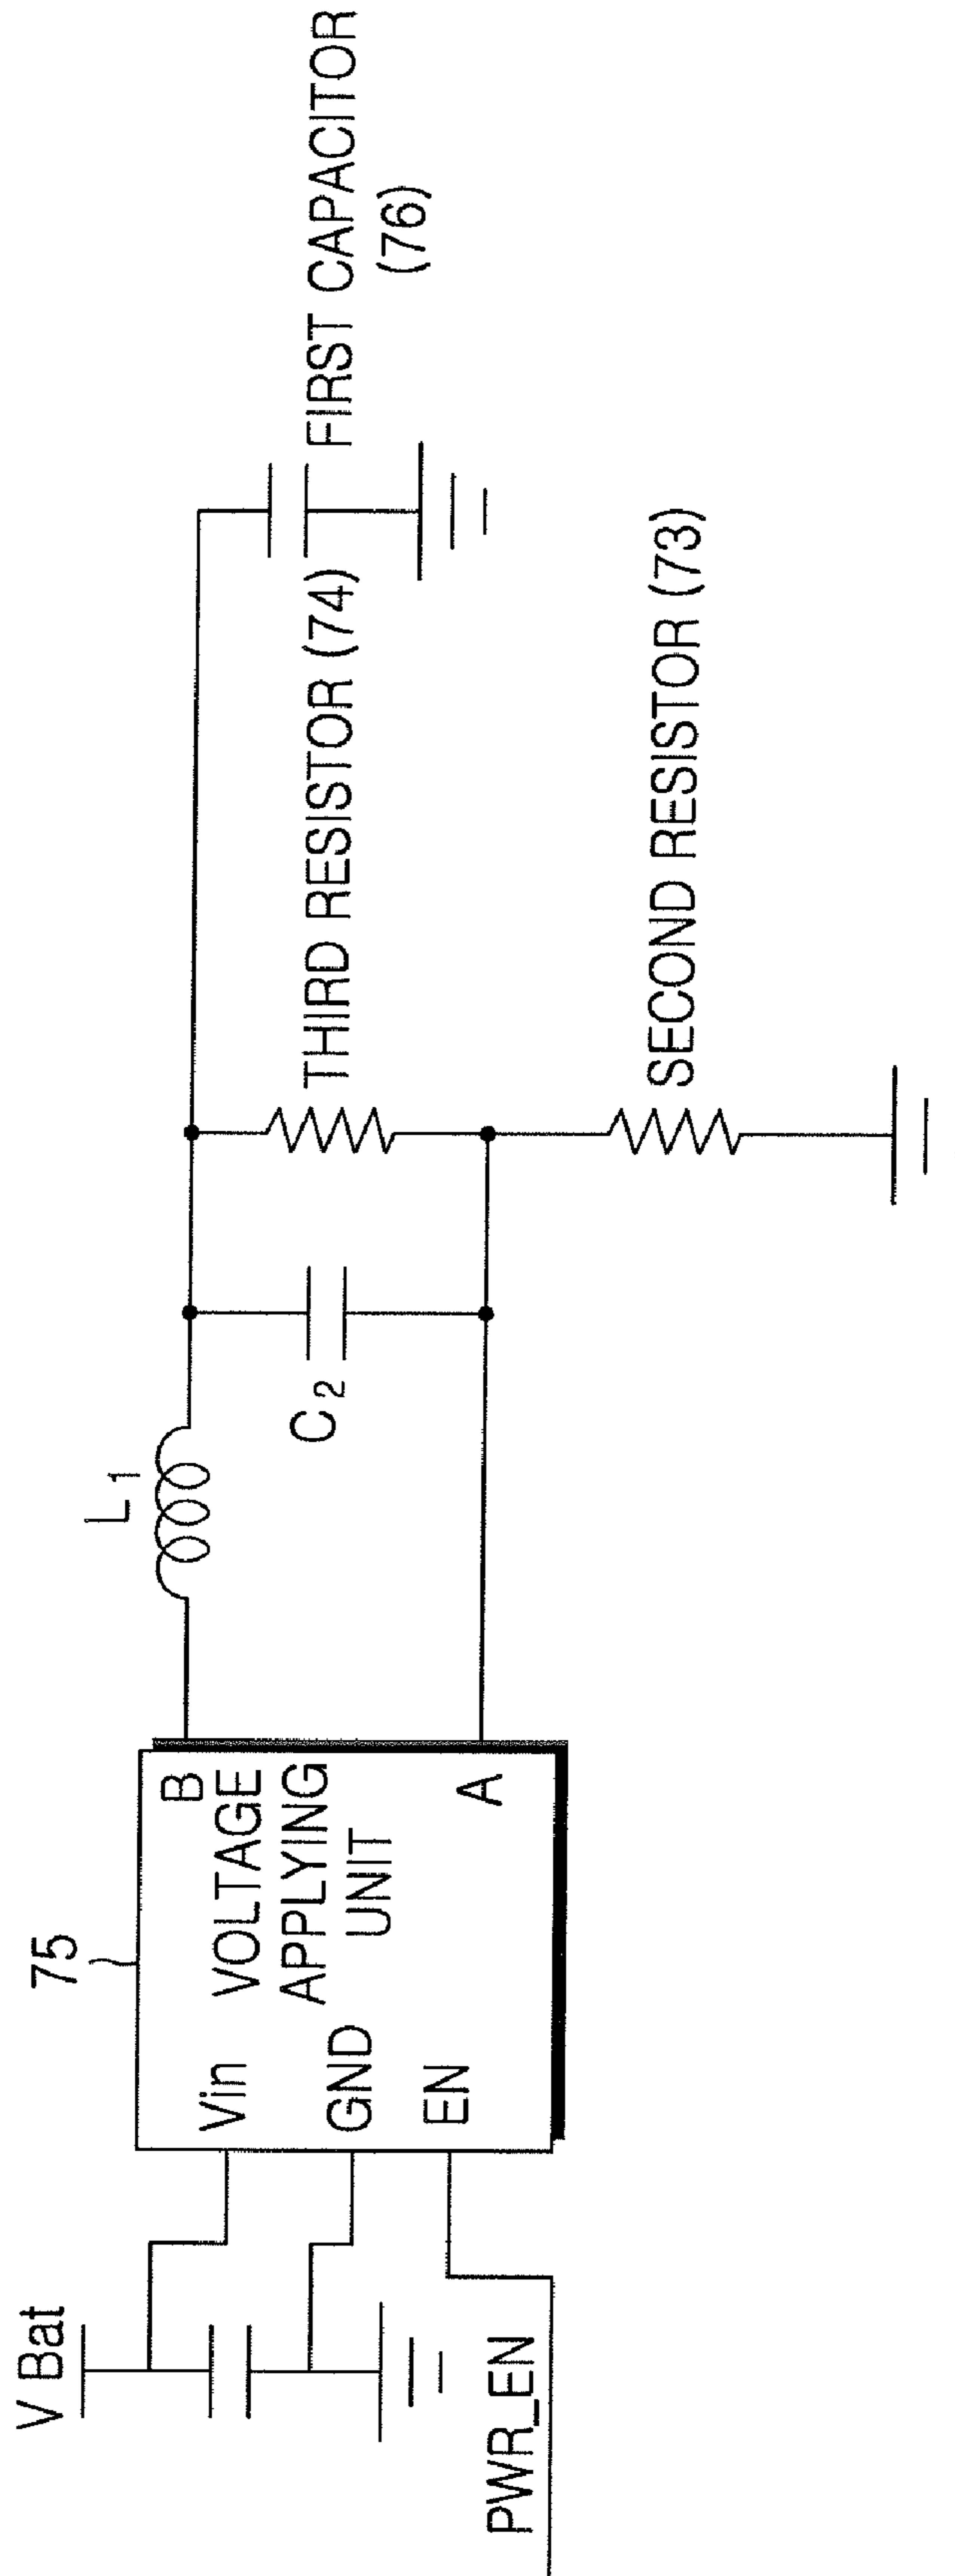 V Bat
PWR_EN
75
Vin
GND
EN
B
VOLTAGE
APPLYING
UNIT
A
L1
C2
THIRD RESISTOR (74)
SECOND RESISTOR (73)
FIRST CAPACITOR
(76)